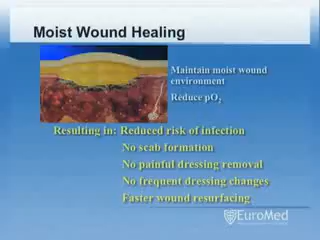 Moist Wound Healing
Maintain moist wound
environment
Reduce pO₂
Resulting in: Reduced risk of infection
No scab formation
No painful dressing removal
No frequent dressing changes
Faster wound resurfacing
EuroMed